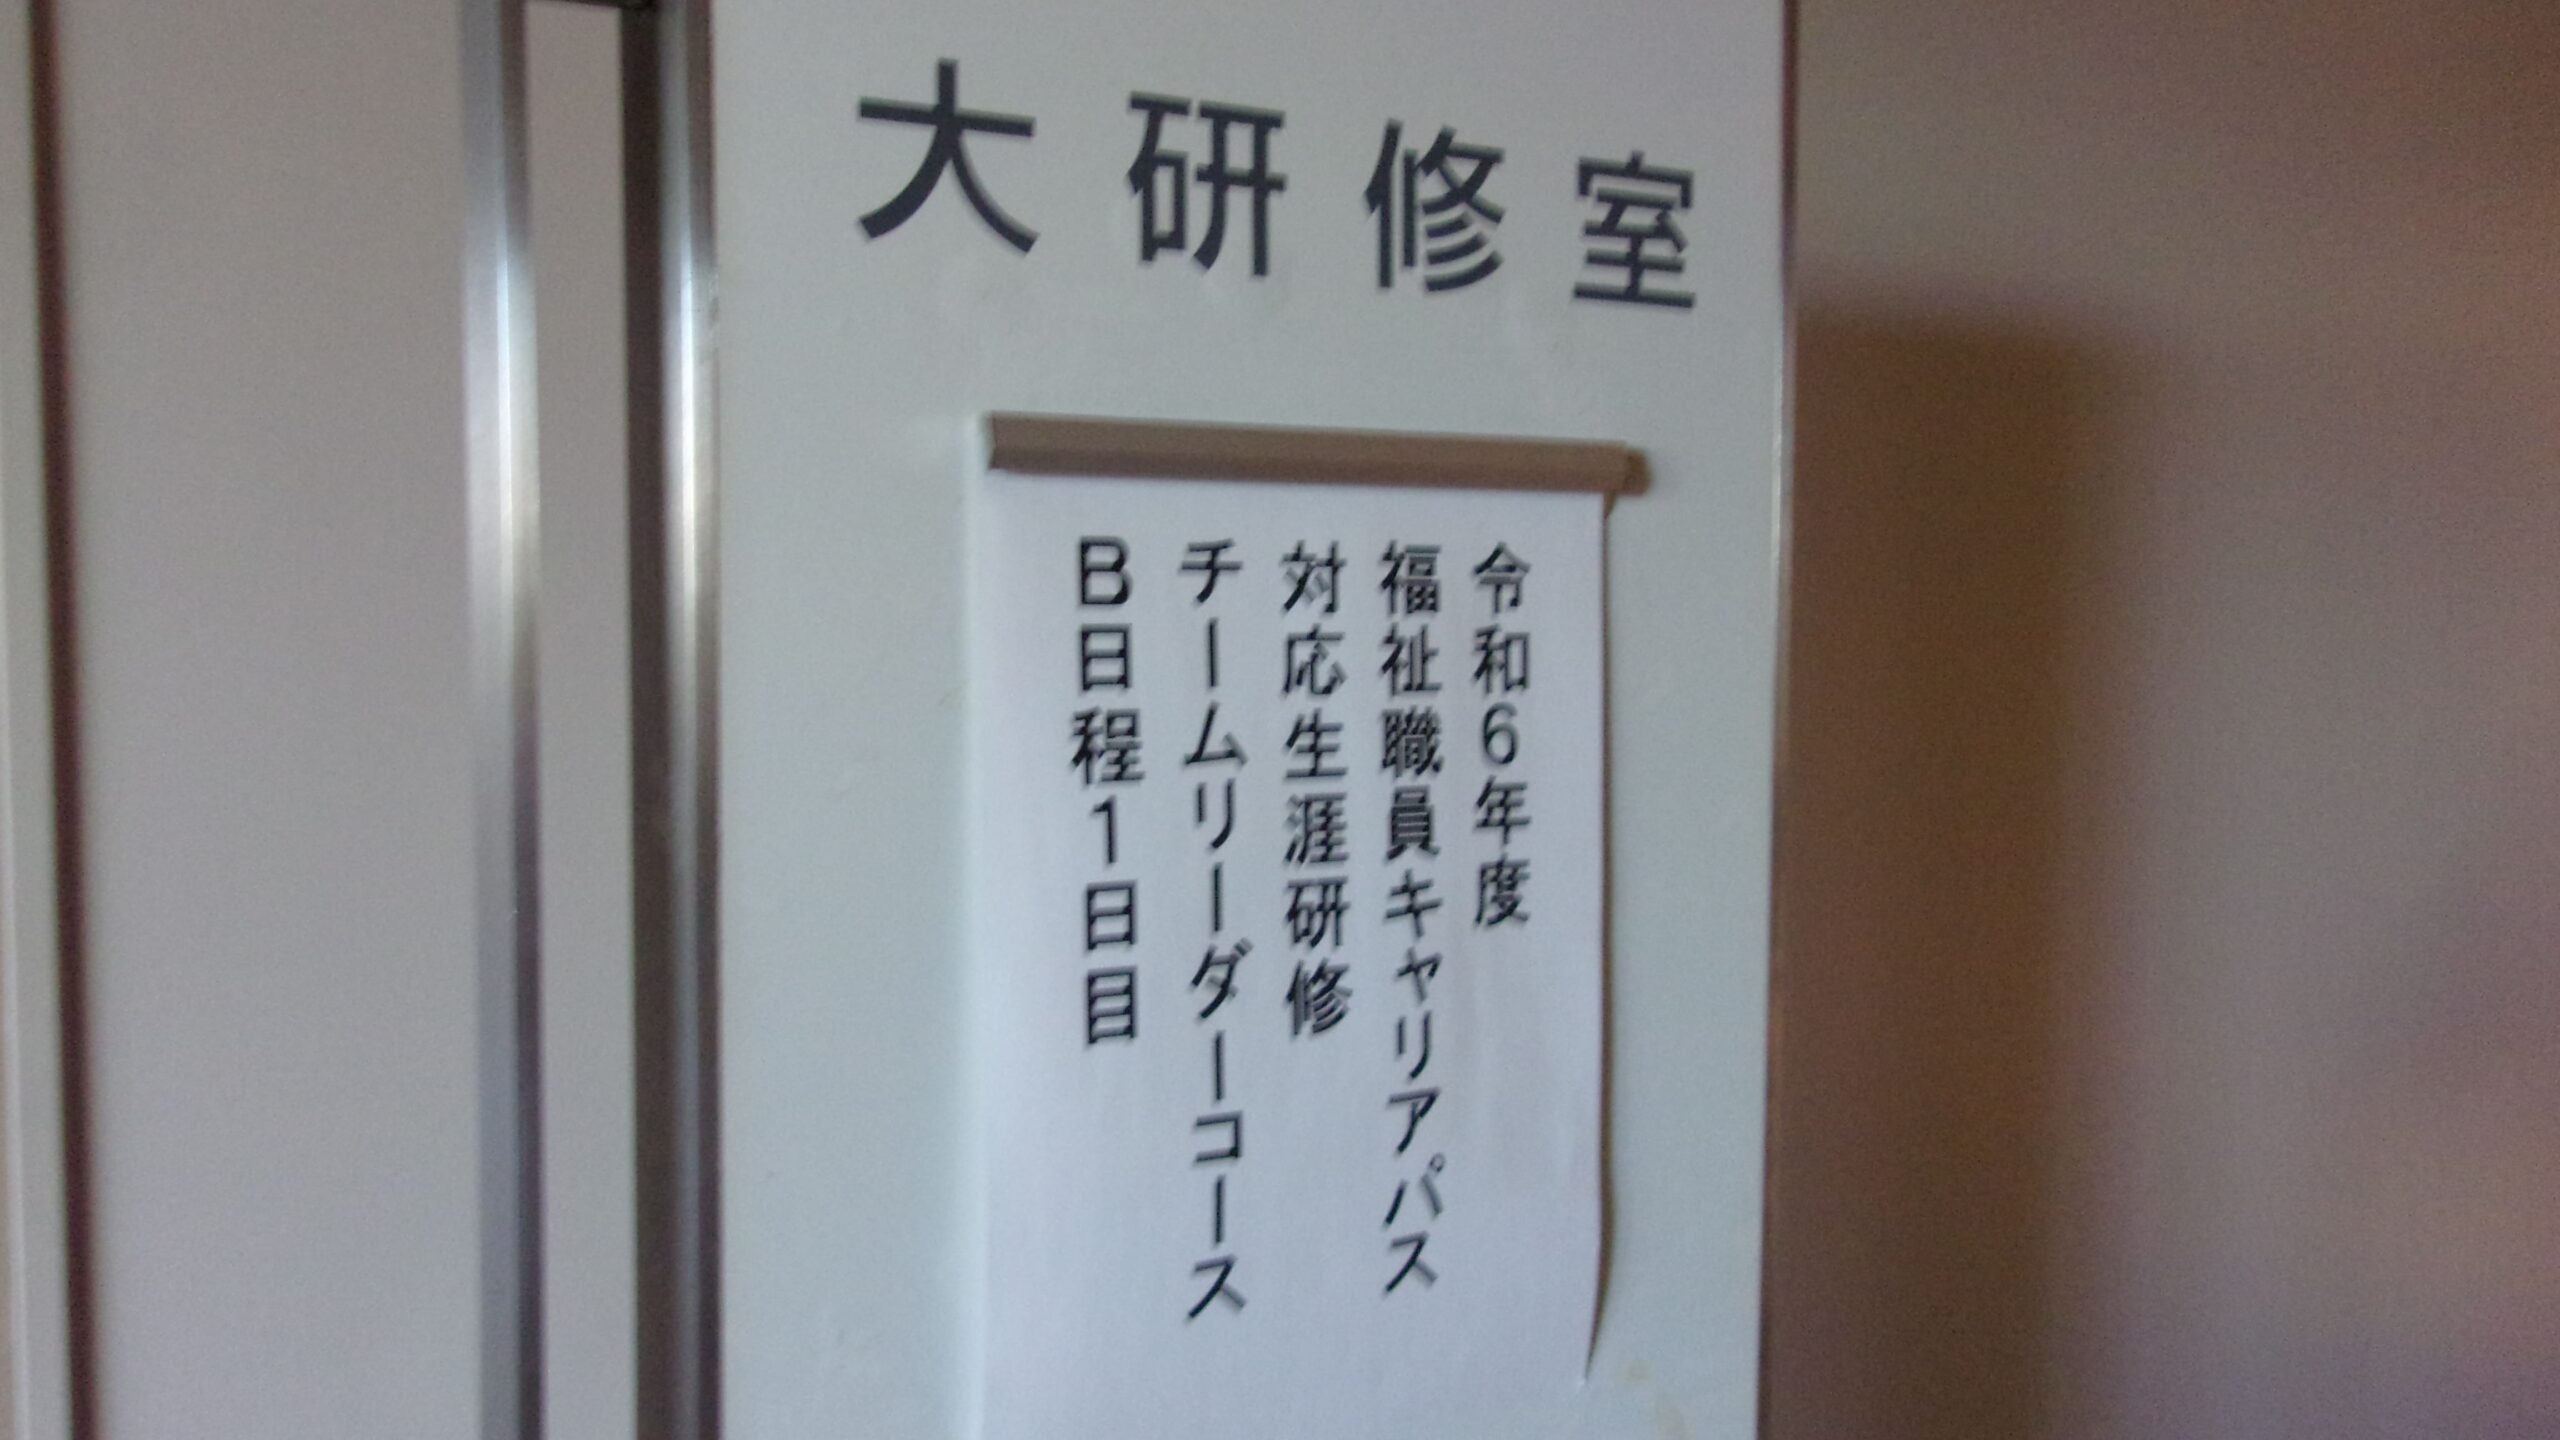 大研修室
令和6年度
福祉職員キャリアパス
対応生涯研修
チームリーダーコース
B日程1日目